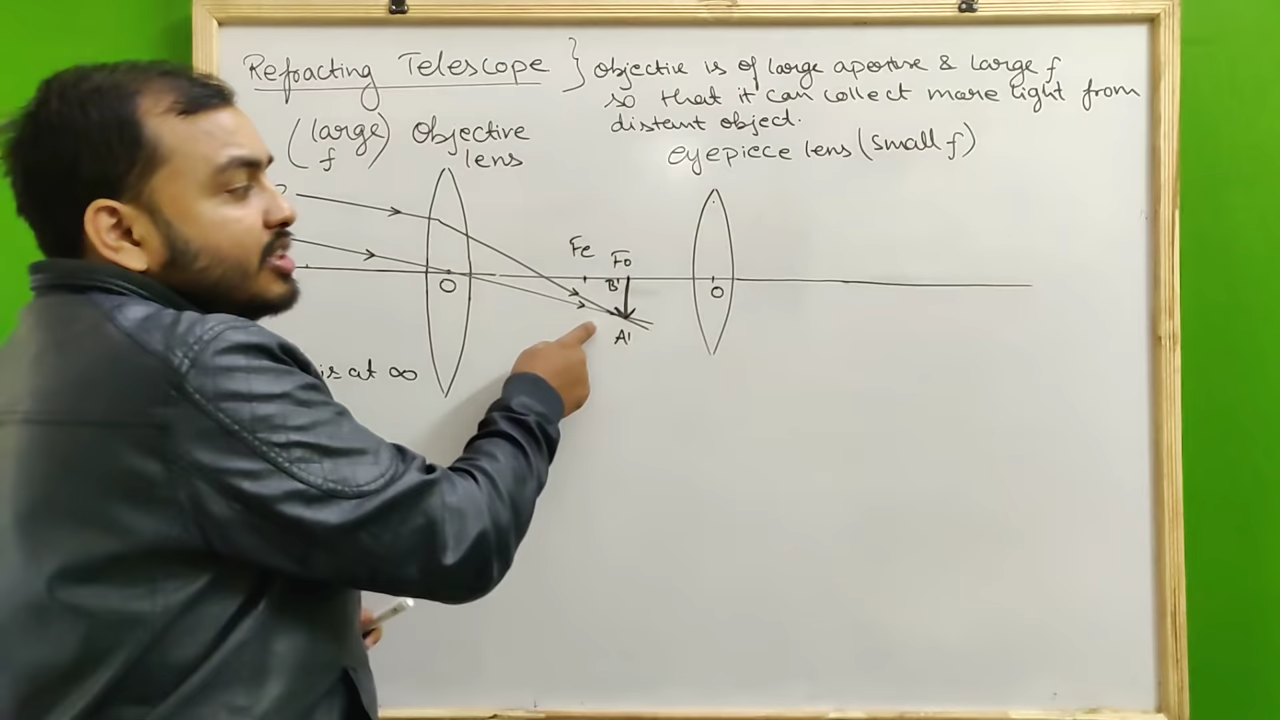 Refracting Telescope } objective is of large aperture & large f
so that it can collect more light from
distant object.
(large f) Objective lens
eyepiece lens (small f)
Fe
Fo
B'
O
O
A'
is at ∞